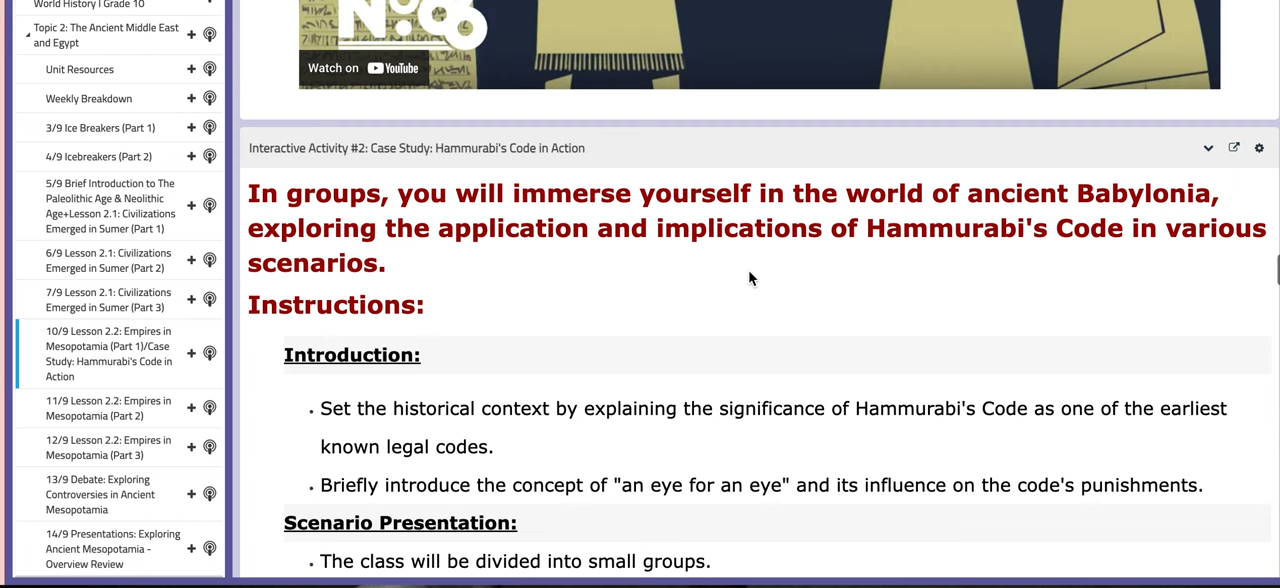 World History I Grade 10
Topic 2: The Ancient Middle East
and Egypt
Unit Resources
Weekly Breakdown
3/9 Ice Breakers (Part 1)
4/9 Icebreakers (Part 2)
5/9 Brief Introduction to The
Paleolithic Age & Neolithic
Age+Lesson 2.1: Civilizations
Emerged in Sumer (Part 1)
6/9 Lesson 2.1: Civilizations
Emerged in Sumer (Part 2)
7/9 Lesson 2.1: Civilizations
Emerged in Sumer (Part 3)
10/9 Lesson 2.2: Empires in
Mesopotamia (Part 1)/Case
Study: Hammurabi's Code in
Action
11/9 Lesson 2.2: Empires in
Mesopotamia (Part 2)
12/9 Lesson 2.2: Empires in
Mesopotamia (Part 3)
13/9 Debate: Exploring
Controversies in Ancient
Mesopotamia
14/9 Presentations: Exploring
Ancient Mesopotamia -
Overview Review
Watch on YouTube
Interactive Activity #2: Case Study: Hammurabi's Code in Action
In groups, you will immerse yourself in the world of ancient Babylonia,
exploring the application and implications of Hammurabi's Code in various
scenarios.
Instructions:
Introduction:
Set the historical context by explaining the significance of Hammurabi's Code as one of the earliest
known legal codes.
Briefly introduce the concept of "an eye for an eye" and its influence on the code's punishments.
Scenario Presentation:
The class will be divided into small groups.